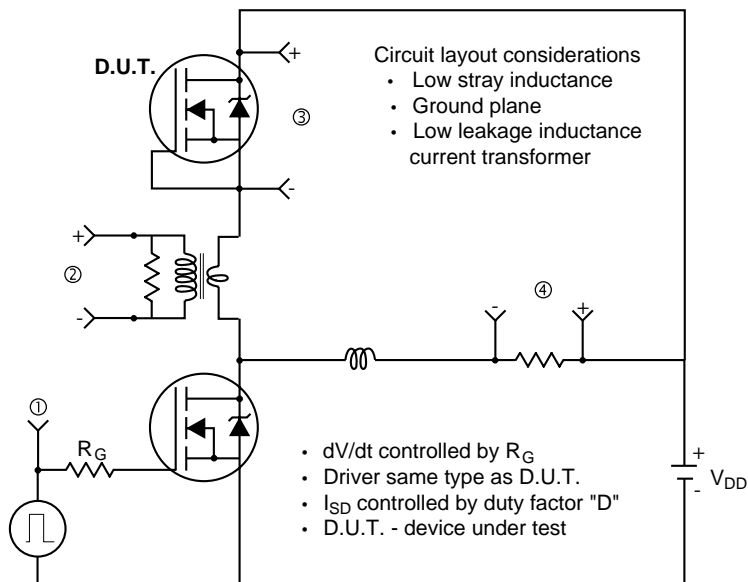 D.U.T.
+
Circuit layout considerations
• Low stray inductance
• Ground plane
• Low leakage inductance
current transformer
③
-
+
②
-
④
-
+
①
R_G
• dV/dt controlled by R_G
• Driver same type as D.U.T.
• I_SD controlled by duty factor "D"
• D.U.T. - device under test
+
V_DD
-